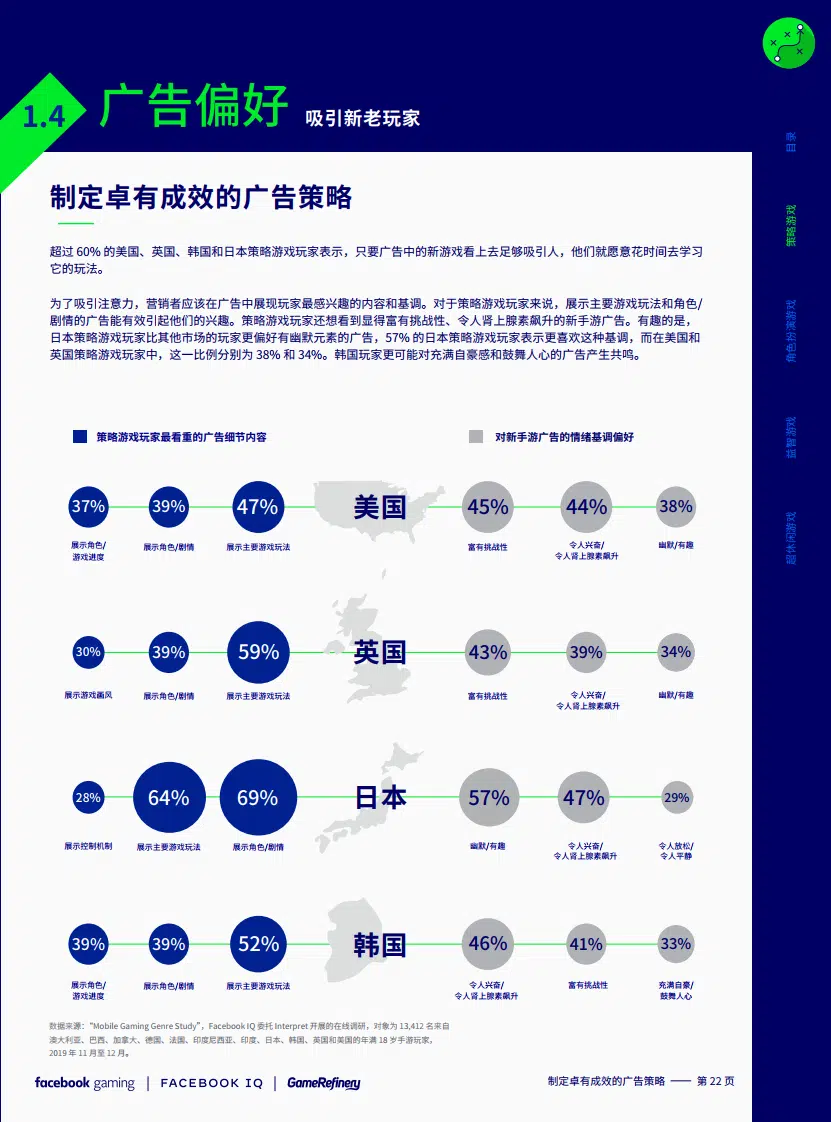 1.4
广告偏好 吸引新老玩家
目录
策略游戏
角色扮演游戏
益智游戏
超休闲游戏
制定卓有成效的广告策略
超过 60% 的美国、英国、韩国和日本策略游戏玩家表示，只要广告中的新游戏看上去足够吸引人，他们就愿意花时间去学习
它的玩法。
为了吸引注意力，营销者应该在广告中展现玩家最感兴趣的内容和基调。对于策略游戏玩家来说，展示主要游戏玩法和角色/
剧情的广告能有效引起他们的兴趣。策略游戏玩家还想看到显得富有挑战性、令人肾上腺素飙升的新手游广告。有趣的是，
日本策略游戏玩家比其他市场的玩家更偏好有幽默元素的广告，57% 的日本策略游戏玩家表示更喜欢这种基调，而在美国和
英国策略游戏玩家中，这一比例分别为 38% 和 34%。韩国玩家更可能对充满自豪感和鼓舞人心的广告产生共鸣。
策略游戏玩家最看重的广告细节内容
对新手游广告的情绪基调偏好
37% 39% 47% 美国 45% 44% 38%
展示角色/
游戏进度
展示角色/剧情
展示主要游戏玩法
富有挑战性
令人兴奋/
令人肾上腺素飙升
幽默/有趣
30% 39% 59% 英国 43% 39% 34%
展示游戏画风
展示角色/剧情
展示主要游戏玩法
富有挑战性
令人兴奋/
令人肾上腺素飙升
幽默/有趣
28% 64% 69% 日本 57% 47% 29%
展示控制机制
展示主要游戏玩法
展示角色/剧情
幽默/有趣
令人兴奋/
令人肾上腺素飙升
令人放松/
令人平静
39% 39% 52% 韩国 46% 41% 33%
展示角色/
游戏进度
展示角色/剧情
展示主要游戏玩法
令人兴奋/
令人肾上腺素飙升
富有挑战性
充满自豪/
鼓舞人心
数据来源：“Mobile Gaming Genre Study”，Facebook IQ 委托 Interpret 开展的在线调研，对象为 13,412 名来自
澳大利亚、巴西、加拿大、德国、法国、印度尼西亚、印度、日本、韩国、英国和美国的年满 18 岁手游玩家，
2019 年 11 月至 12 月。
facebook gaming | FACEBOOK IQ | GameRefinery
制定卓有成效的广告策略 —— 第 22 页